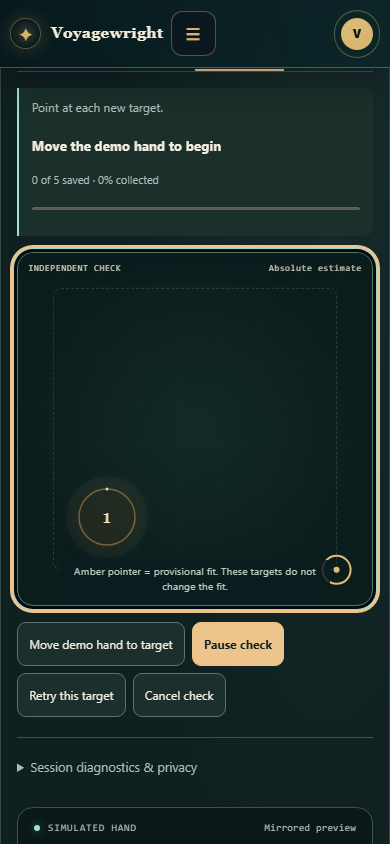 Voyagewright
V
Point at each new target.
Move the demo hand to begin
0 of 5 saved · 0% collected
INDEPENDENT CHECK
Absolute estimate
1
Amber pointer = provisional fit. These targets do not
change the fit.
Move demo hand to target
Pause check
Retry this target
Cancel check
Session diagnostics & privacy
SIMULATED HAND
Mirrored preview